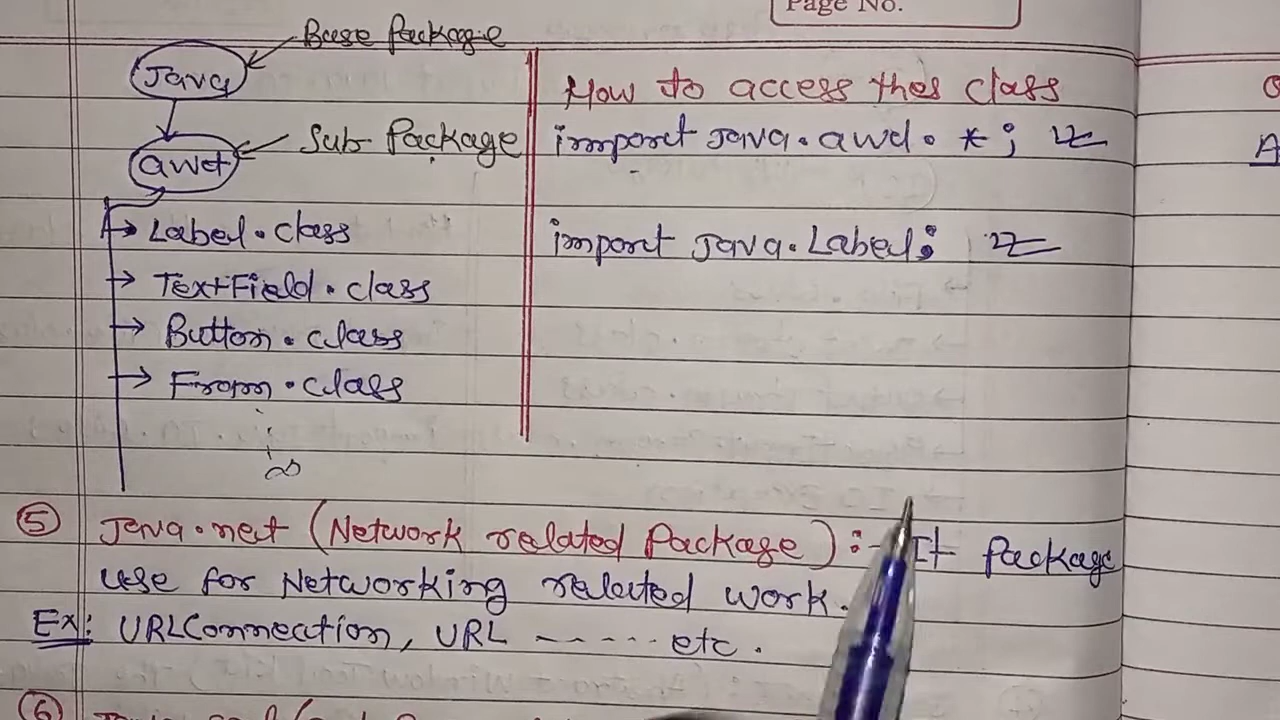 Page No.
Base Package
Java
Sub Package
awt
Label.class
TextField.class
Button.class
From.class
How to access thes class
import Java.awd.*;
import Java.Label;
⑤ Java.net (Network related Package) :- It Package
use for Networking related work.
Ex: URLConnection, URL ------ etc.
⑥
A